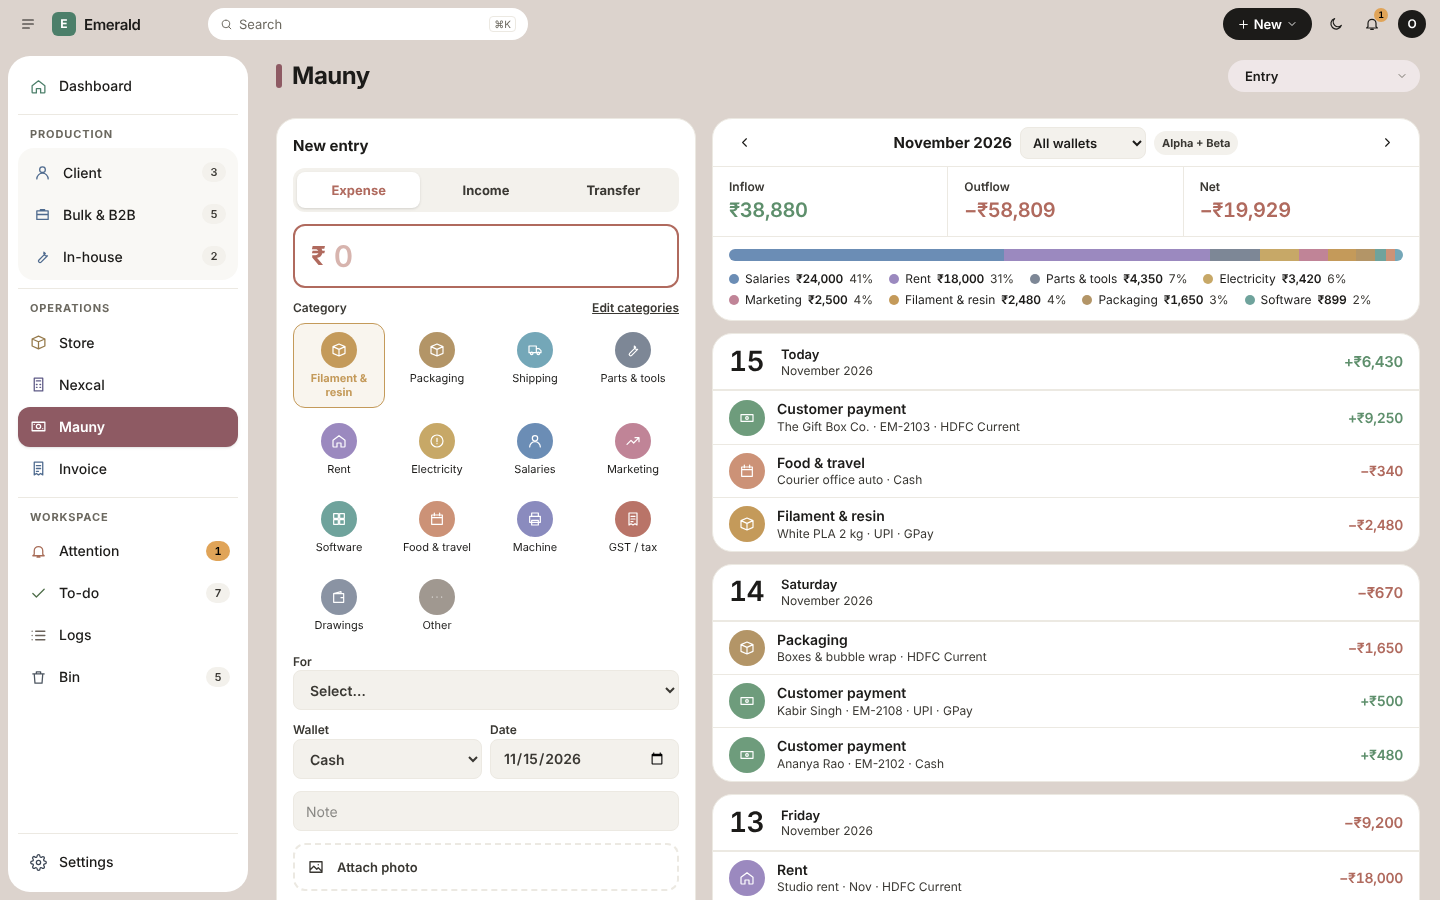 E Emerald
Search ⌘K
+ New
1
O
Dashboard
PRODUCTION
Client 3
Bulk & B2B 5
In-house 2
OPERATIONS
Store
Nexcal
Mauny
Invoice
WORKSPACE
Attention 1
To-do 7
Logs
Bin 5
Settings
Mauny
Entry
New entry
Expense Income Transfer
₹ 0
Category Edit categories
Filament &
resin
Packaging
Shipping
Parts & tools
Rent
Electricity
Salaries
Marketing
Software
Food & travel
Machine
GST / tax
Drawings
Other
For
Select...
Wallet Date
Cash 11/15/2026
Note
Attach photo
November 2026 All wallets Alpha + Beta
Inflow
₹38,880
Outflow
−₹58,809
Net
−₹19,929
Salaries ₹24,000 41% Rent ₹18,000 31% Parts & tools ₹4,350 7% Electricity ₹3,420 6%
Marketing ₹2,500 4% Filament & resin ₹2,480 4% Packaging ₹1,650 3% Software ₹899 2%
15 Today
November 2026
+₹6,430
Customer payment
The Gift Box Co. · EM-2103 · HDFC Current
+₹9,250
Food & travel
Courier office auto · Cash
−₹340
Filament & resin
White PLA 2 kg · UPI · GPay
−₹2,480
14 Saturday
November 2026
−₹670
Packaging
Boxes & bubble wrap · HDFC Current
−₹1,650
Customer payment
Kabir Singh · EM-2108 · UPI · GPay
+₹500
Customer payment
Ananya Rao · EM-2102 · Cash
+₹480
13 Friday
November 2026
−₹9,200
Rent
Studio rent · Nov · HDFC Current
−₹18,000